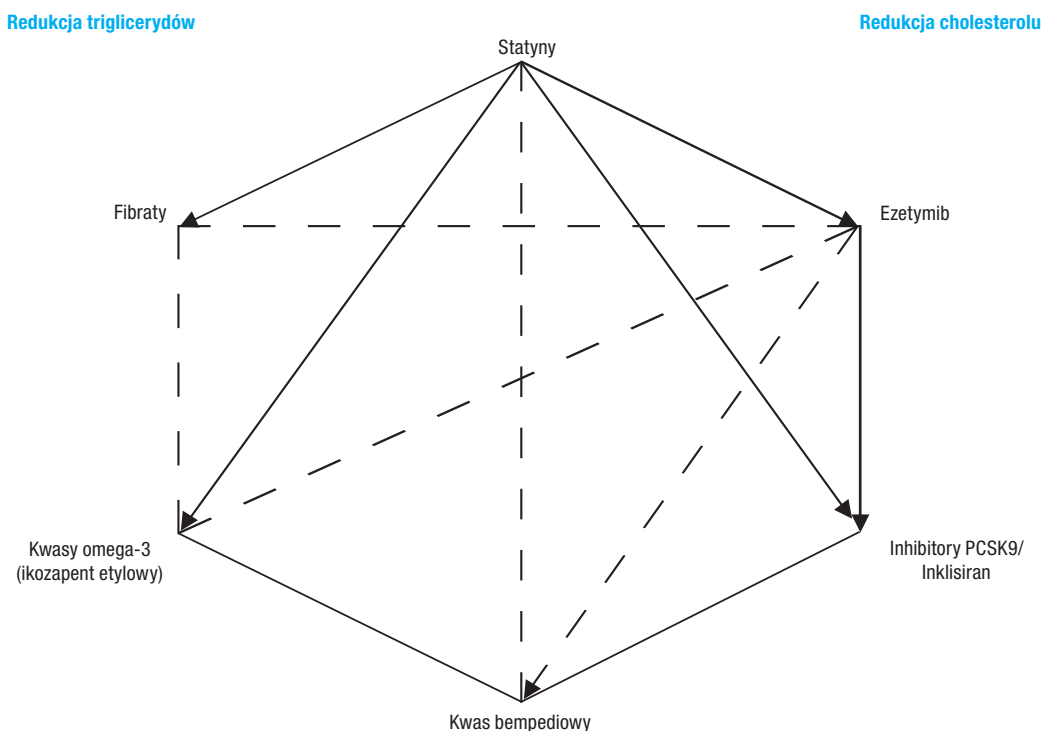 Redukcja triglicerydów
Redukcja cholesterolu
Statyny
Fibraty
Ezetymib
Kwasy omega-3
(ikozapent etylowy)
Inhibitory PCSK9/
Inklisiran
Kwas bempediowy